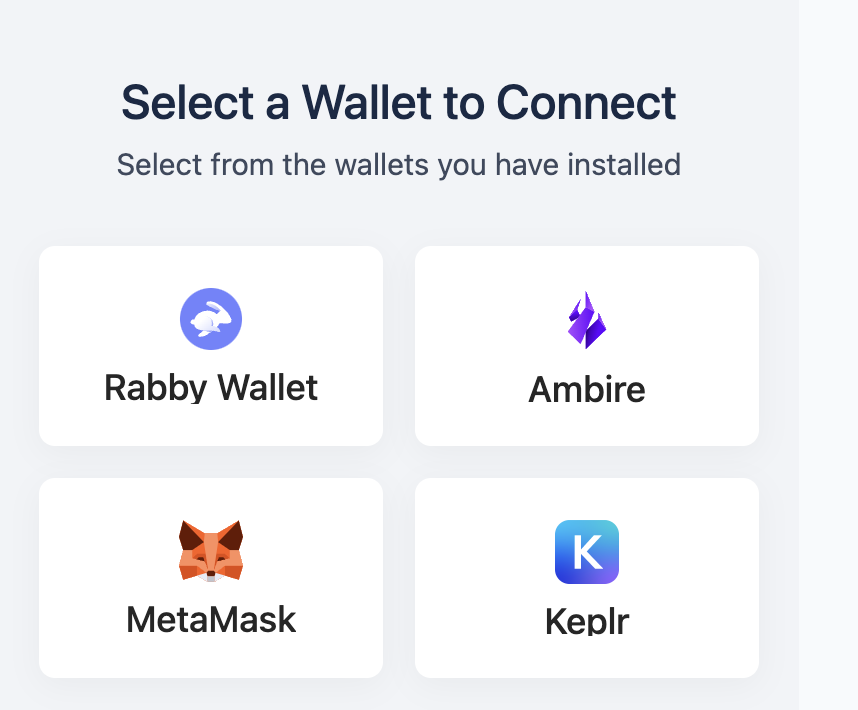 Select a Wallet to Connect
Select from the wallets you have installed
Rabby Wallet
Ambire
MetaMask
K
Keplr